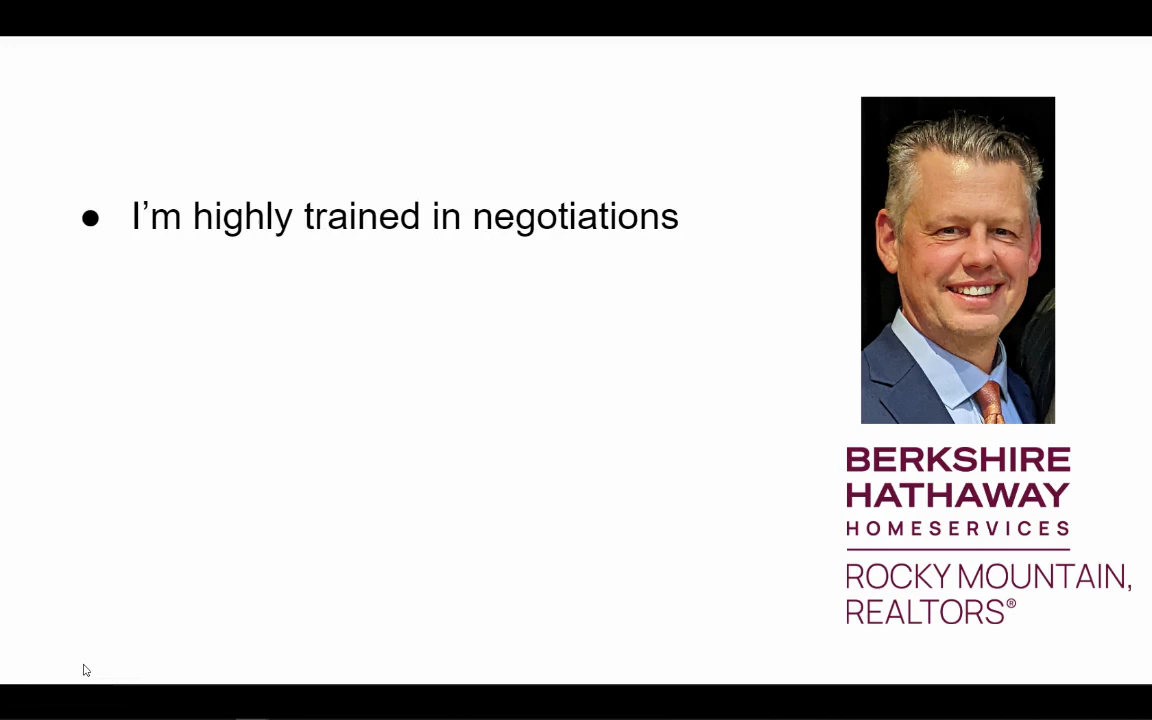 ● I’m highly trained in negotiations
BERKSHIRE
HATHAWAY
HOMESERVICES
ROCKY MOUNTAIN,
REALTORS®